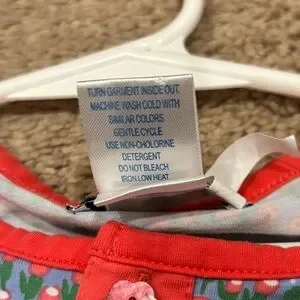 TURN GARMENT INSIDE OUT
MACHINE WASH COLD WITH
SIMILAR COLORS
GENTLE CYCLE
USE NON-CHOLORINE
DETERGENT
DO NOT BLEACH
IRON LOW HEAT